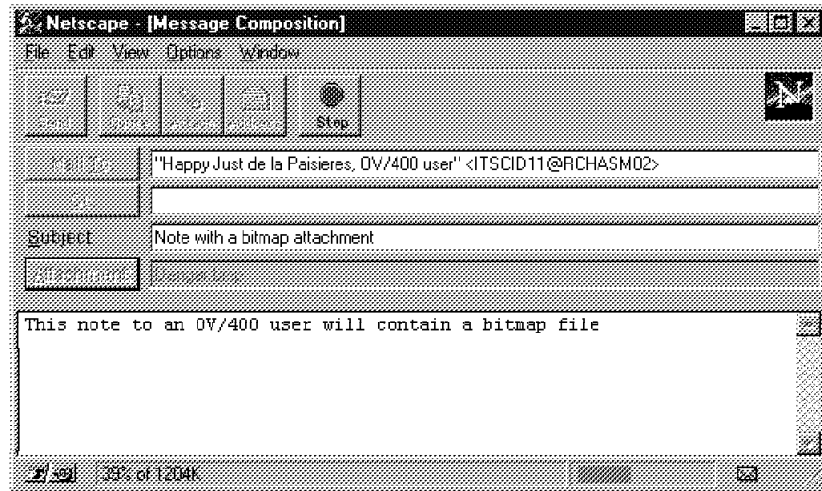 Netscape - [Message Composition]
File Edit View Options Window
Stop
N
"Happy Just de la Paisieres, OV/400 user" <ITSCID11@RCHASM02>
Subject: Note with a bitmap attachment
Attachment
This note to an OV/400 user will contain a bitmap file
39% of 1204K